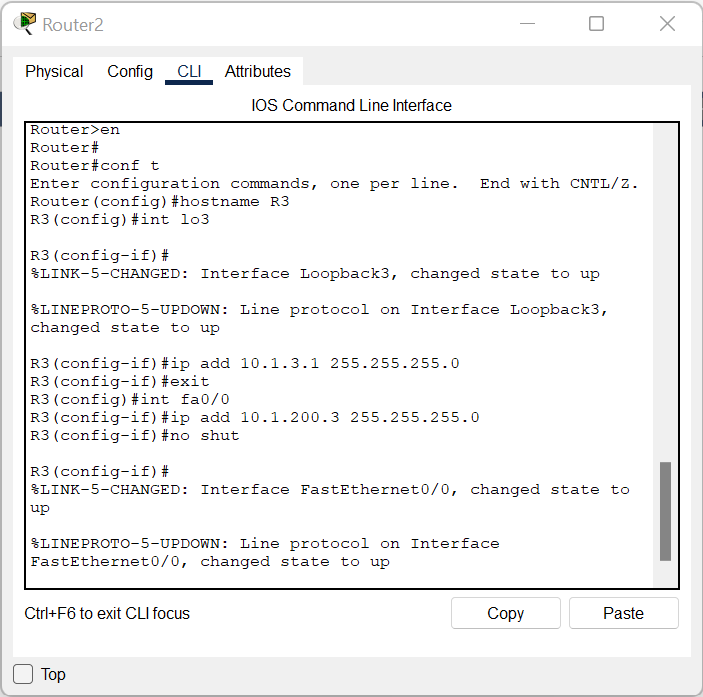 Router2
Physical Config CLI Attributes
IOS Command Line Interface
Router>en
Router#
Router#conf t
Enter configuration commands, one per line.  End with CNTL/Z.
Router(config)#hostname R3
R3(config)#int lo3
R3(config-if)#
%LINK-5-CHANGED: Interface Loopback3, changed state to up
%LINEPROTO-5-UPDOWN: Line protocol on Interface Loopback3,
changed state to up
R3(config-if)#ip add 10.1.3.1 255.255.255.0
R3(config-if)#exit
R3(config)#int fa0/0
R3(config-if)#ip add 10.1.200.3 255.255.255.0
R3(config-if)#no shut
R3(config-if)#
%LINK-5-CHANGED: Interface FastEthernet0/0, changed state to
up
%LINEPROTO-5-UPDOWN: Line protocol on Interface
FastEthernet0/0, changed state to up
Ctrl+F6 to exit CLI focus
Copy Paste
Top